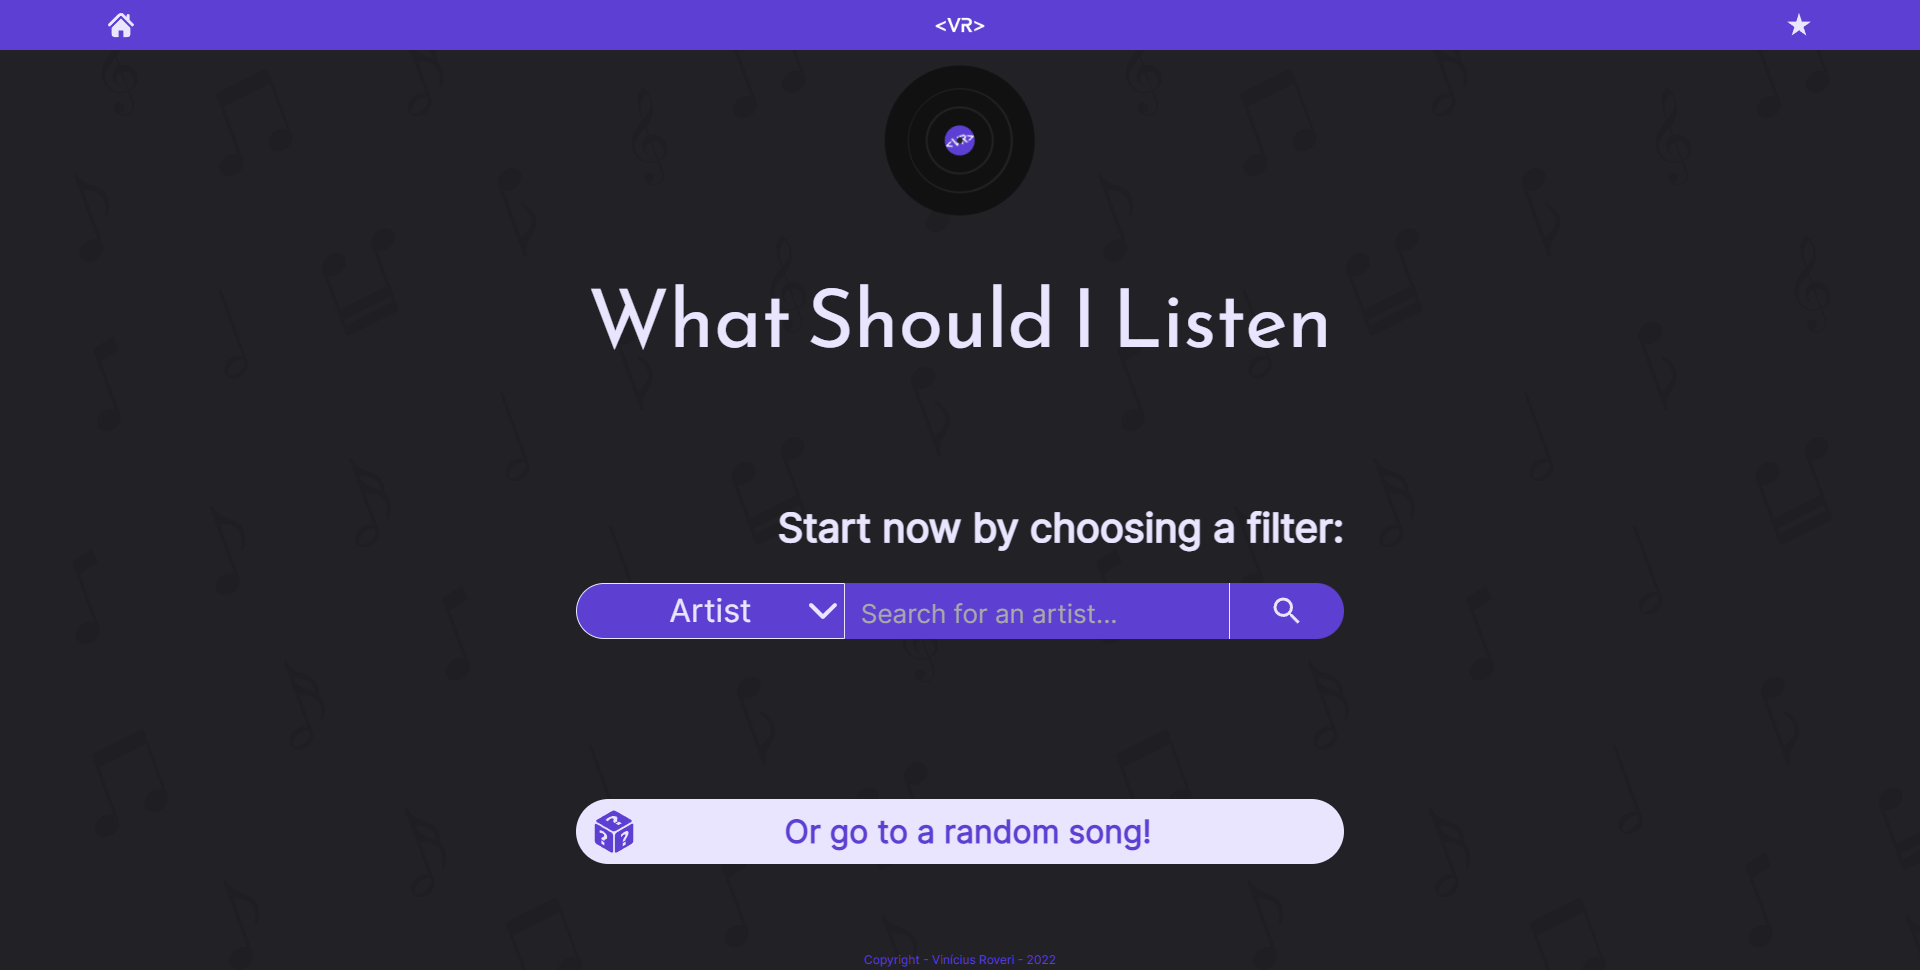 <VR>
<VR>
What Should I Listen
Start now by choosing a filter:
Artist
Search for an artist...
Or go to a random song!
Copyright - Vinícius Roveri - 2022